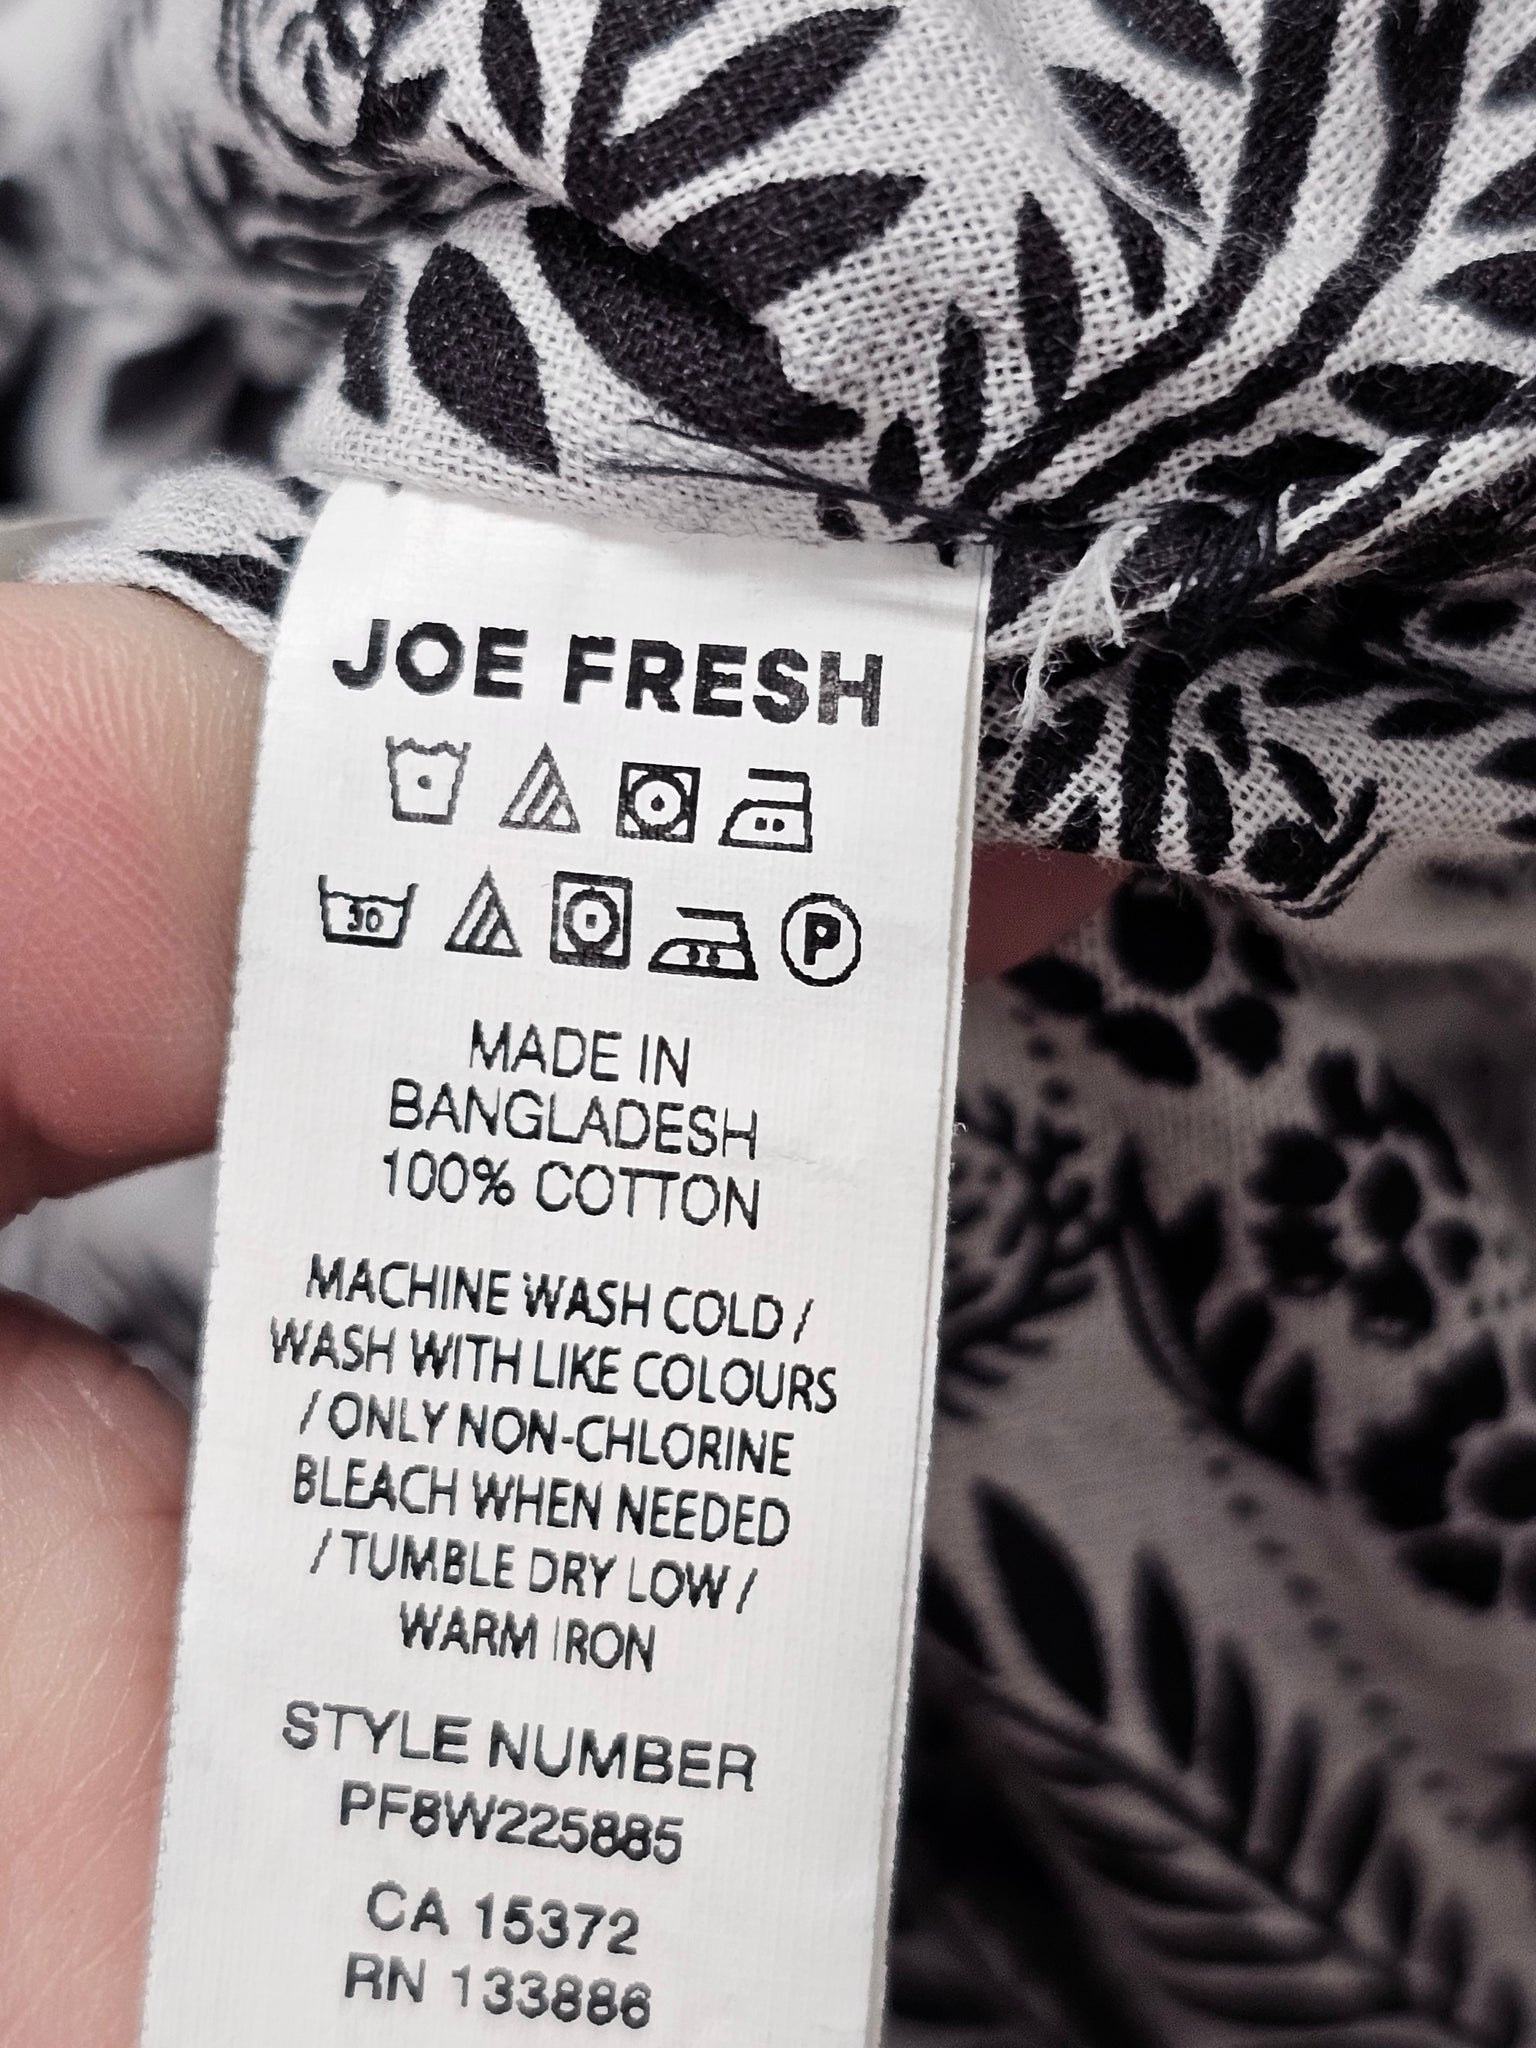 JOE FRESH
30
P
MADE IN
BANGLADESH
100% COTTON
MACHINE WASH COLD /
WASH WITH LIKE COLOURS
/ ONLY NON-CHLORINE
BLEACH WHEN NEEDED
/ TUMBLE DRY LOW /
WARM IRON
STYLE NUMBER
PF8W225885
CA 15372
RN 133886